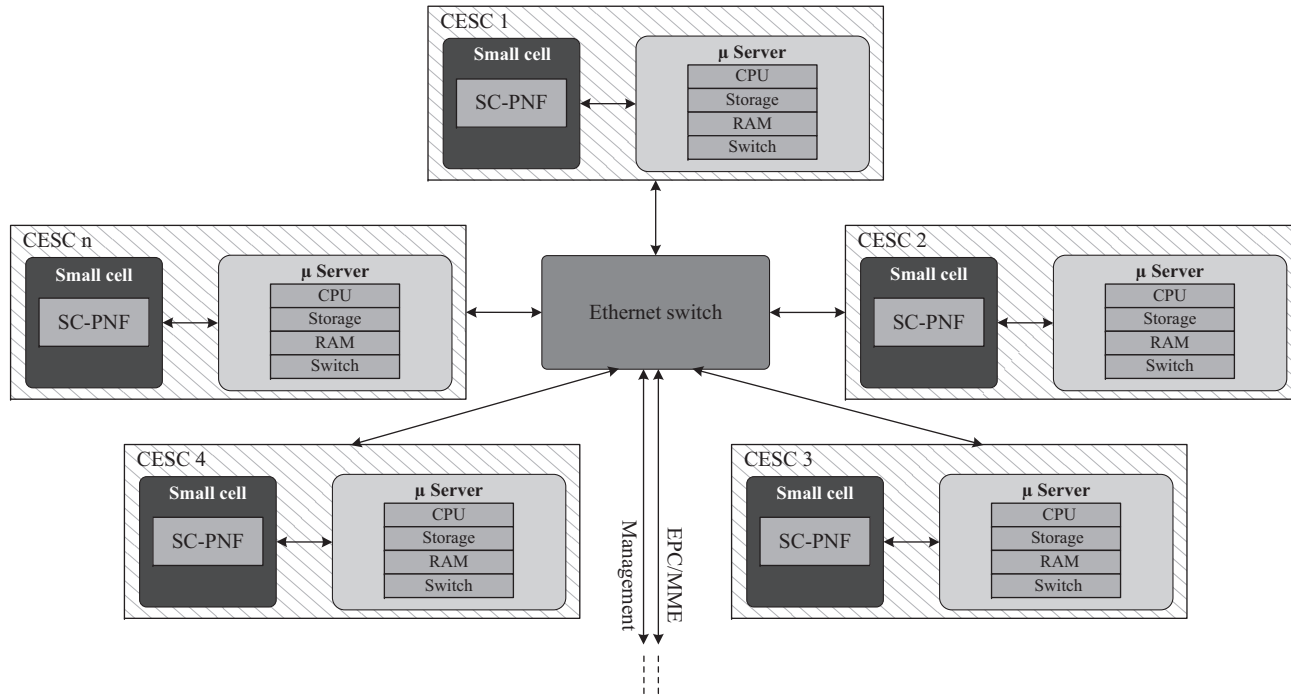 CESC 1
Small cell
SC-PNF
µ Server
CPU
Storage
RAM
Switch
CESC n
Small cell
SC-PNF
µ Server
CPU
Storage
RAM
Switch
Ethernet switch
CESC 2
Small cell
SC-PNF
µ Server
CPU
Storage
RAM
Switch
CESC 4
Small cell
SC-PNF
µ Server
CPU
Storage
RAM
Switch
Management
EPC/MME
CESC 3
Small cell
SC-PNF
µ Server
CPU
Storage
RAM
Switch